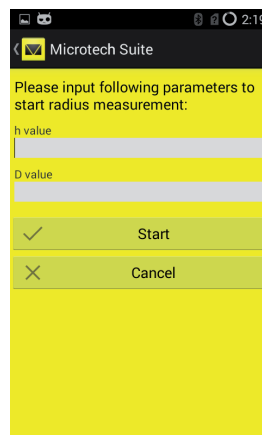 2:19
Microtech Suite
Please input following parameters to
start radius measurement:
h value
D value
Start
Cancel